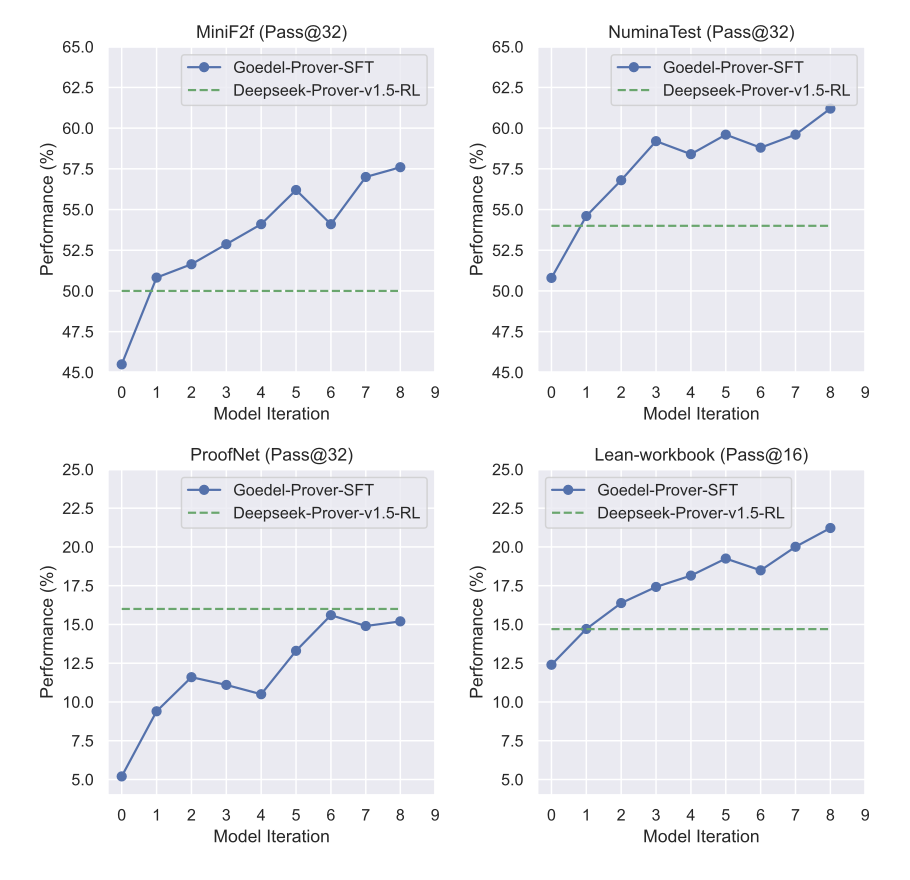 MiniF2f (Pass@32)
65.0
62.5
60.0
57.5
55.0
52.5
50.0
47.5
45.0
Performance (%)
Goedel-Prover-SFT
Deepseek-Prover-v1.5-RL
0 1 2 3 4 5 6 7 8 9
Model Iteration
NuminaTest (Pass@32)
65.0
62.5
60.0
57.5
55.0
52.5
50.0
47.5
45.0
Performance (%)
Goedel-Prover-SFT
Deepseek-Prover-v1.5-RL
0 1 2 3 4 5 6 7 8 9
Model Iteration
ProofNet (Pass@32)
25.0
22.5
20.0
17.5
15.0
12.5
10.0
7.5
5.0
Performance (%)
Goedel-Prover-SFT
Deepseek-Prover-v1.5-RL
0 1 2 3 4 5 6 7 8 9
Model Iteration
Lean-workbook (Pass@16)
25.0
22.5
20.0
17.5
15.0
12.5
10.0
7.5
5.0
Performance (%)
Goedel-Prover-SFT
Deepseek-Prover-v1.5-RL
0 1 2 3 4 5 6 7 8 9
Model Iteration